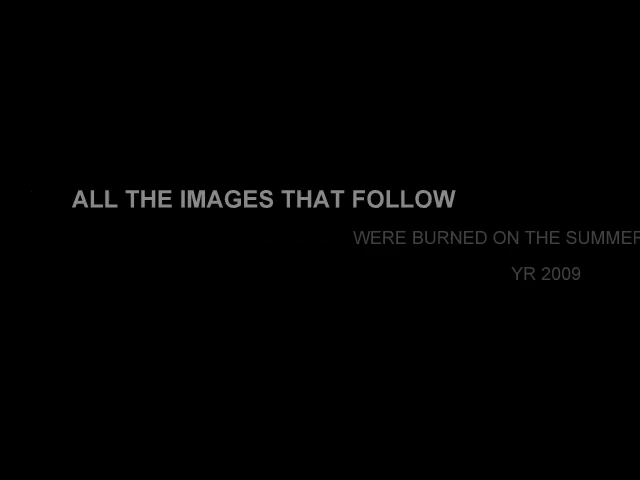 ALL THE IMAGES THAT FOLLOW
WERE BURNED ON THE SUMMER
YR 2009